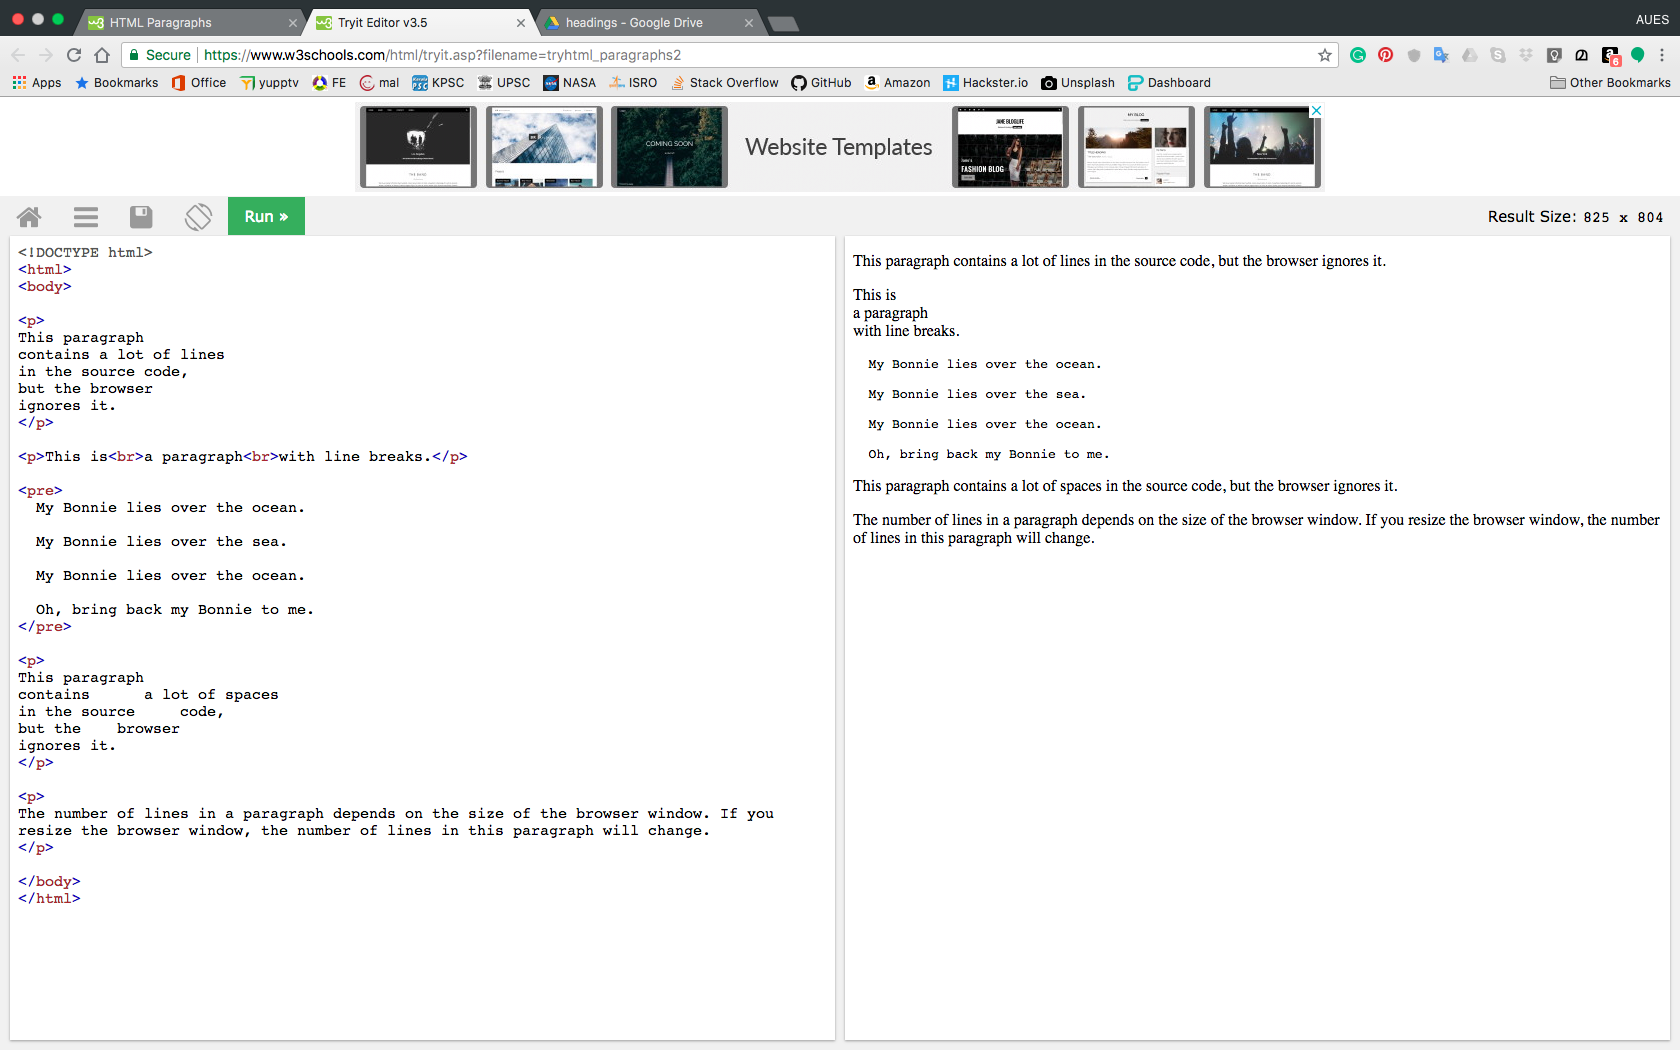 HTML Paragraphs
Tryit Editor v3.5
headings - Google Drive
AUES
Secure
https://www.w3schools.com/html/tryit.asp?filename=tryhtml_paragraphs2
6
Apps
Bookmarks
Office
yupptv
FE
mal
KPSC
UPSC
NASA
ISRO
Stack Overflow
GitHub
Amazon
Hackster.io
Unsplash
Dashboard
Other Bookmarks
COMING SOON
Website Templates
JANE BLOGLIFE
FASHION BLOG
MY BLOG
Run »
Result Size: 825 x 804
<!DOCTYPE html>
<html>
<body>
<p>
This paragraph
contains a lot of lines
in the source code,
but the browser
ignores it.
</p>
<p>This is<br>a paragraph<br>with line breaks.</p>
<pre>
  My Bonnie lies over the ocean.
  My Bonnie lies over the sea.
  My Bonnie lies over the ocean.
  Oh, bring back my Bonnie to me.
</pre>
<p>
This paragraph
contains      a lot of spaces
in the source     code,
but the    browser
ignores it.
</p>
<p>
The number of lines in a paragraph depends on the size of the browser window. If you
resize the browser window, the number of lines in this paragraph will change.
</p>
</body>
</html>
This paragraph contains a lot of lines in the source code, but the browser ignores it.
This is
a paragraph
with line breaks.
My Bonnie lies over the ocean.
My Bonnie lies over the sea.
My Bonnie lies over the ocean.
Oh, bring back my Bonnie to me.
This paragraph contains a lot of spaces in the source code, but the browser ignores it.
The number of lines in a paragraph depends on the size of the browser window. If you resize the browser window, the number
of lines in this paragraph will change.